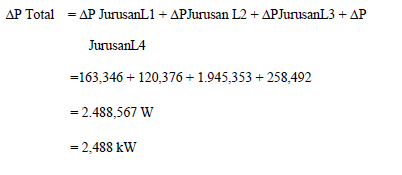 ΔP Total = ΔP JurusanL1 + ΔPJurusan L2 + ΔPJurusanL3 + ΔP
JurusanL4
=163,346 + 120,376 + 1.945,353 + 258,492
= 2.488,567 W
= 2,488 kW